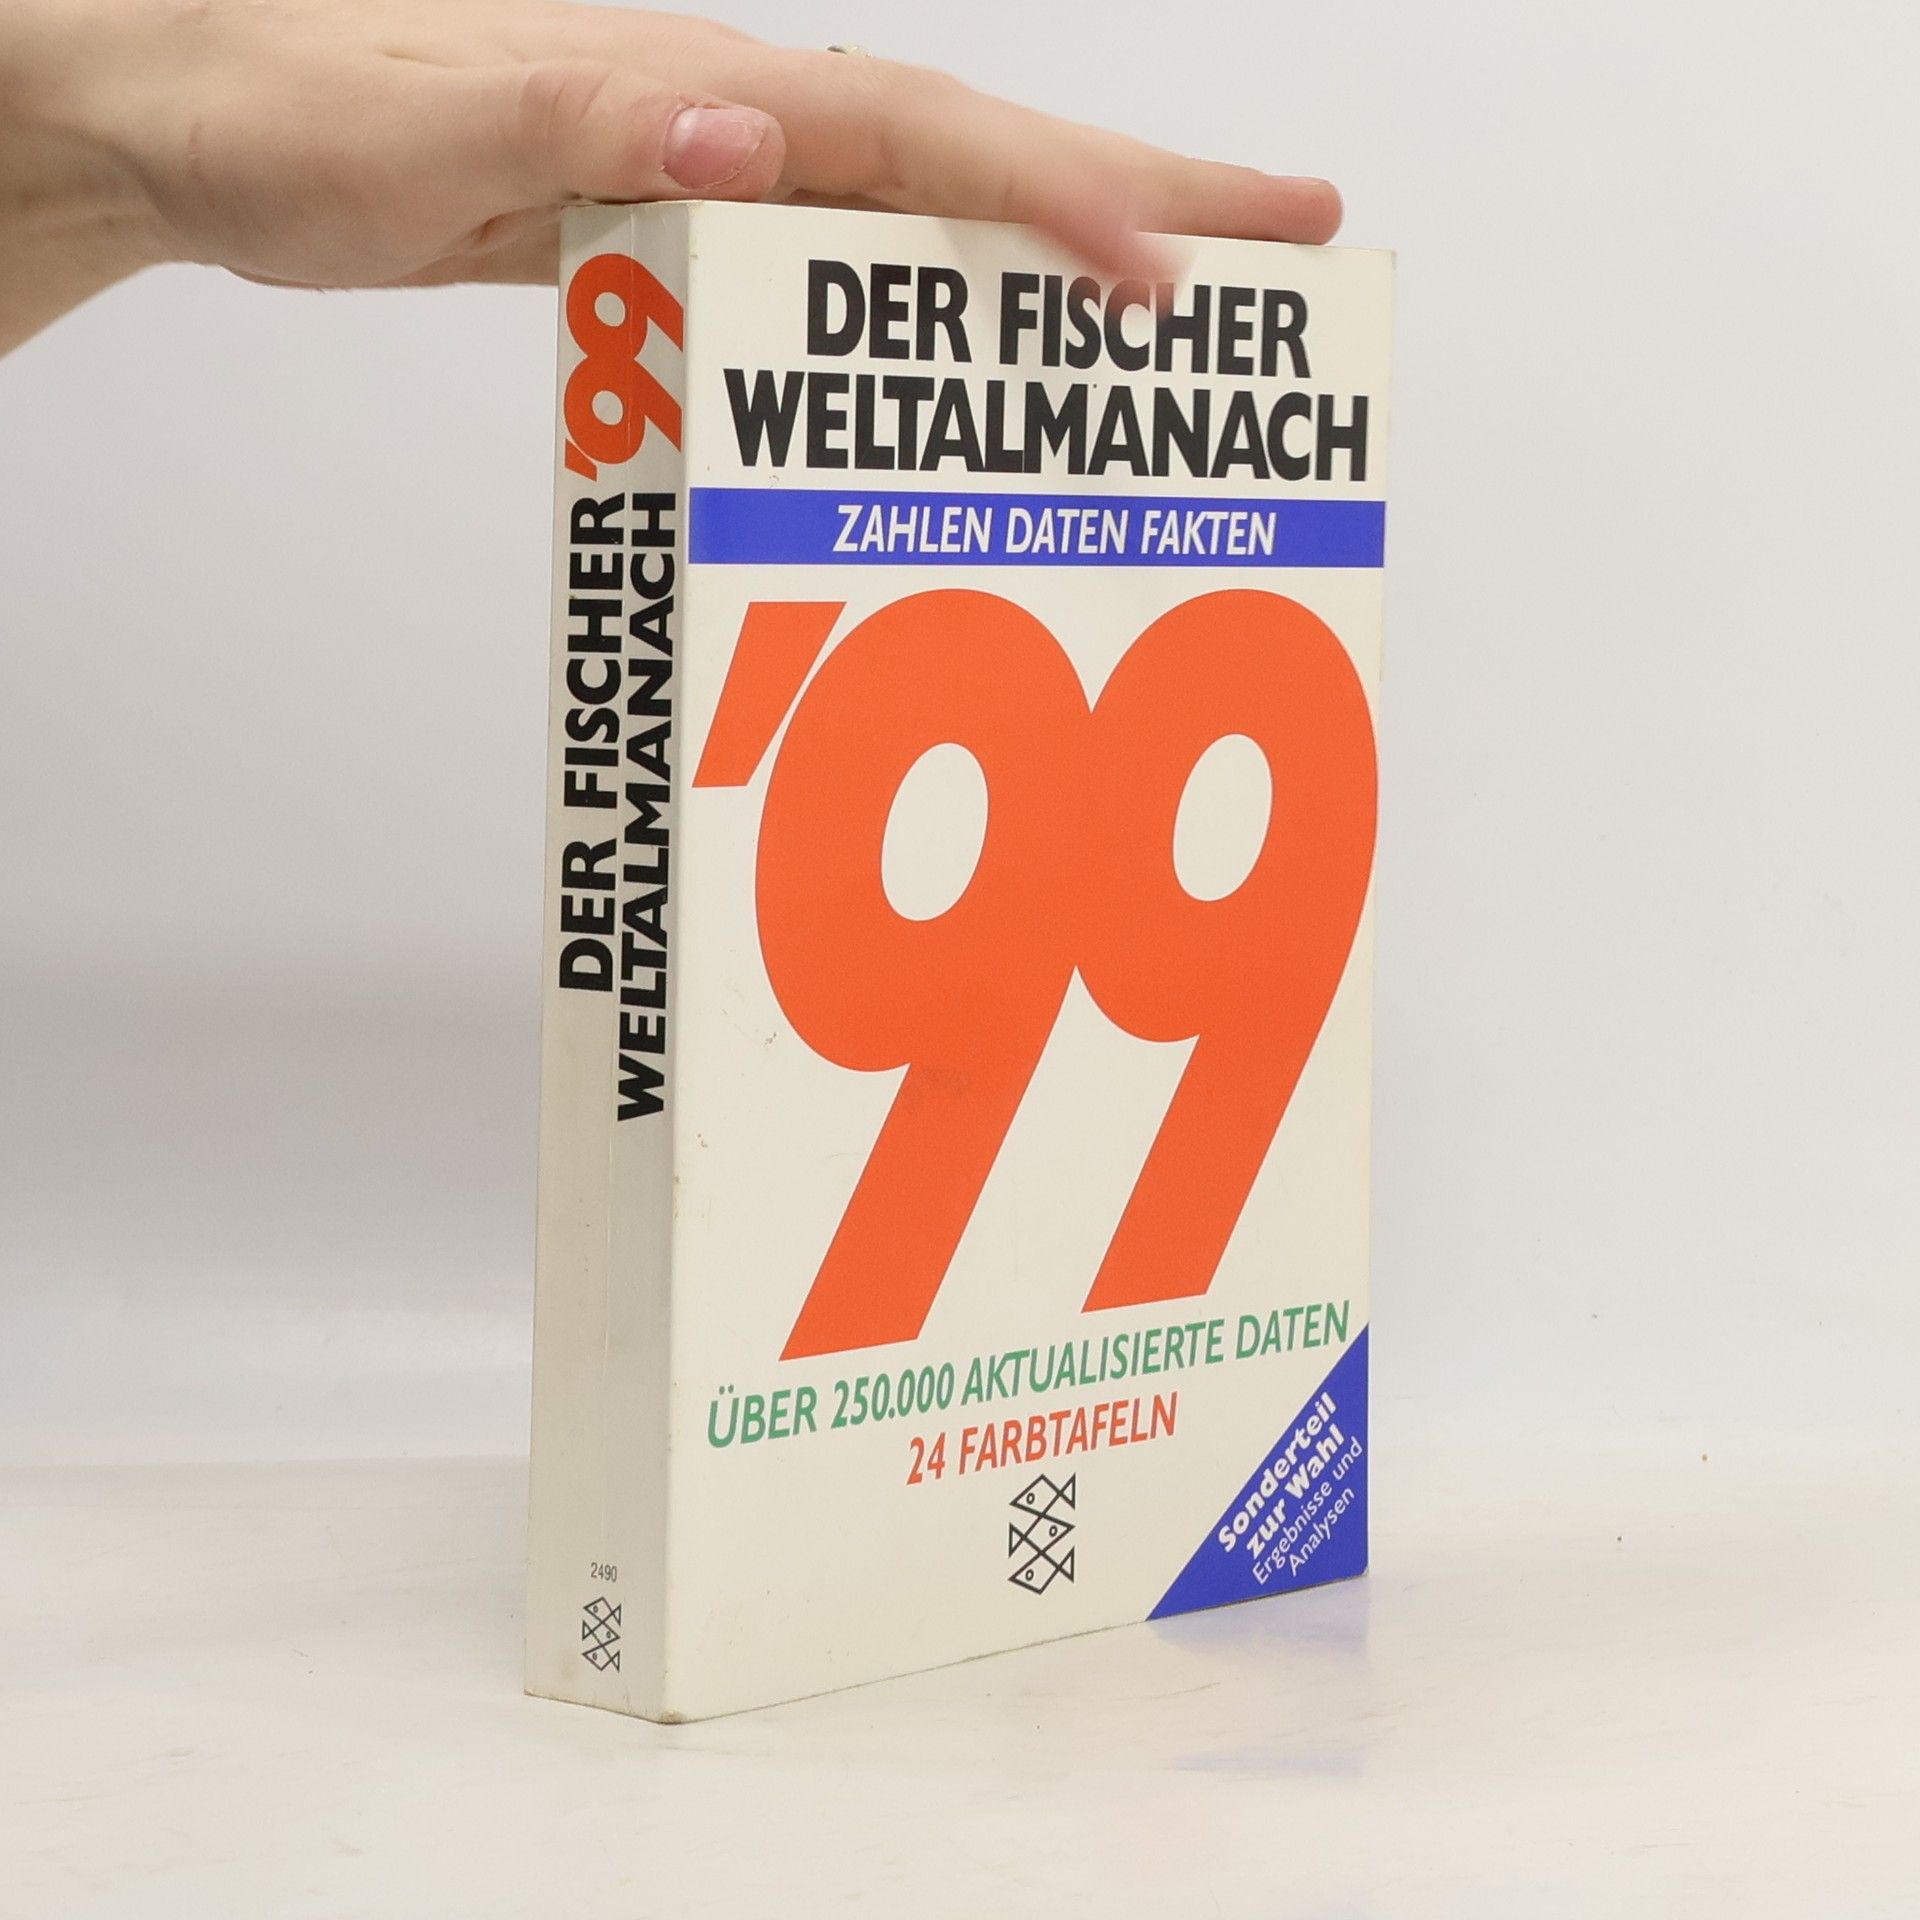 '99
DER FISCHER
WELTALMANACH
2490
DER FISCHER
WELTALMANACH
ZAHLEN DATEN FAKTEN
'99
ÜBER 250.000 AKTUALISIERTE DATEN
24 FARBTAFELN
Sonderteil
zur Wahl
Ergebnisse und
Analysen